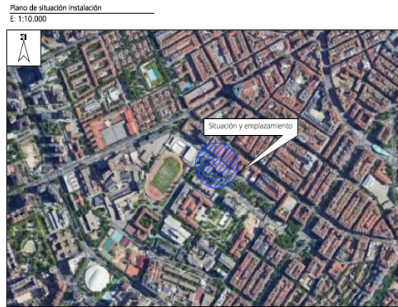 Plano de situación instalación
E: 1:10.000
Situación y emplazamiento